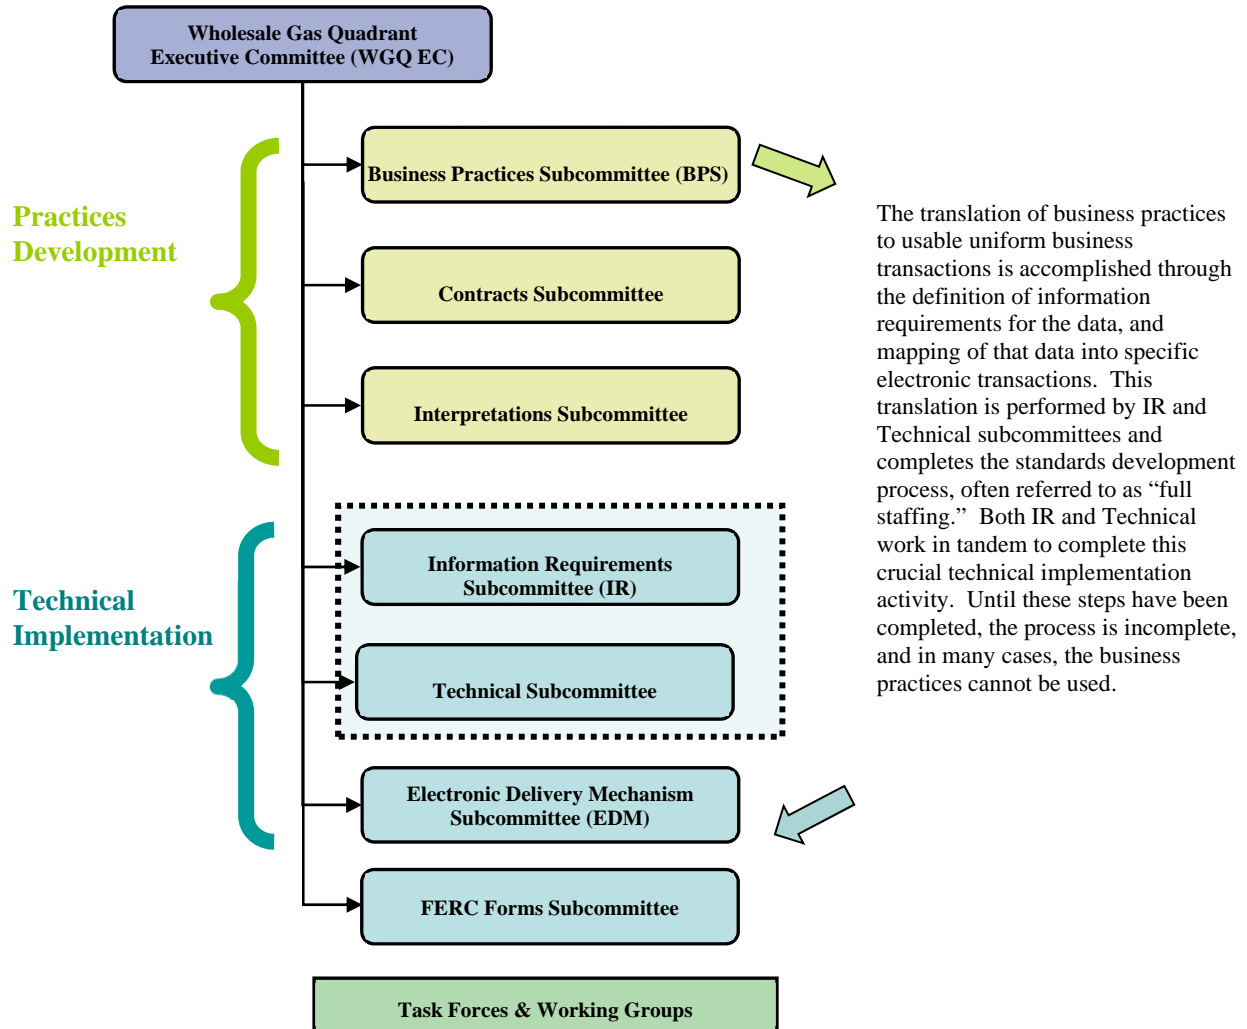 Wholesale Gas Quadrant
Executive Committee (WGQ EC)
Practices
Development
Business Practices Subcommittee (BPS)
Contracts Subcommittee
Interpretations Subcommittee
Technical
Implementation
Information Requirements
Subcommittee (IR)
Technical Subcommittee
Electronic Delivery Mechanism
Subcommittee (EDM)
FERC Forms Subcommittee
Task Forces & Working Groups
The translation of business practices
to usable uniform business
transactions is accomplished through
the definition of information
requirements for the data, and
mapping of that data into specific
electronic transactions.  This
translation is performed by IR and
Technical subcommittees and
completes the standards development
process, often referred to as “full
staffing.”  Both IR and Technical
work in tandem to complete this
crucial technical implementation
activity.  Until these steps have been
completed, the process is incomplete,
and in many cases, the business
practices cannot be used.